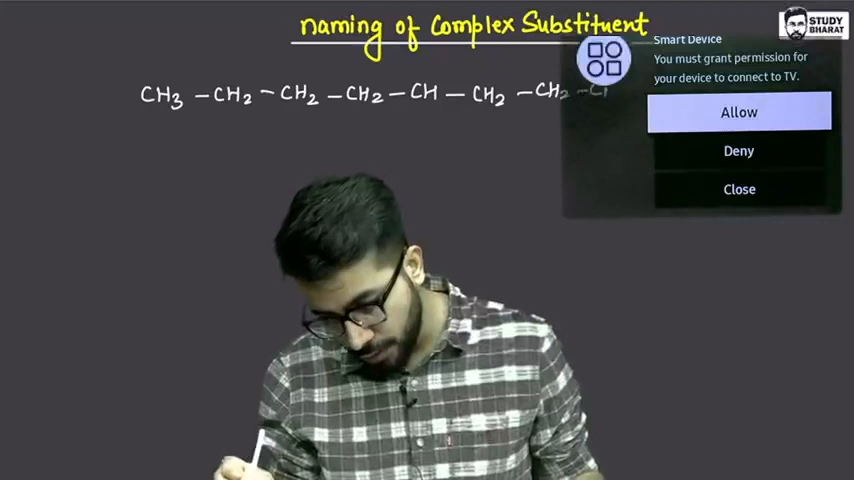 naming of Complex Substituent
STUDY
BHARAT
Smart Device
You must grant permission for
your device to connect to TV.
Allow
Deny
Close
CH₃ – CH₂ – CH₂ – CH₂ – CH – CH₂ – CH₂ –